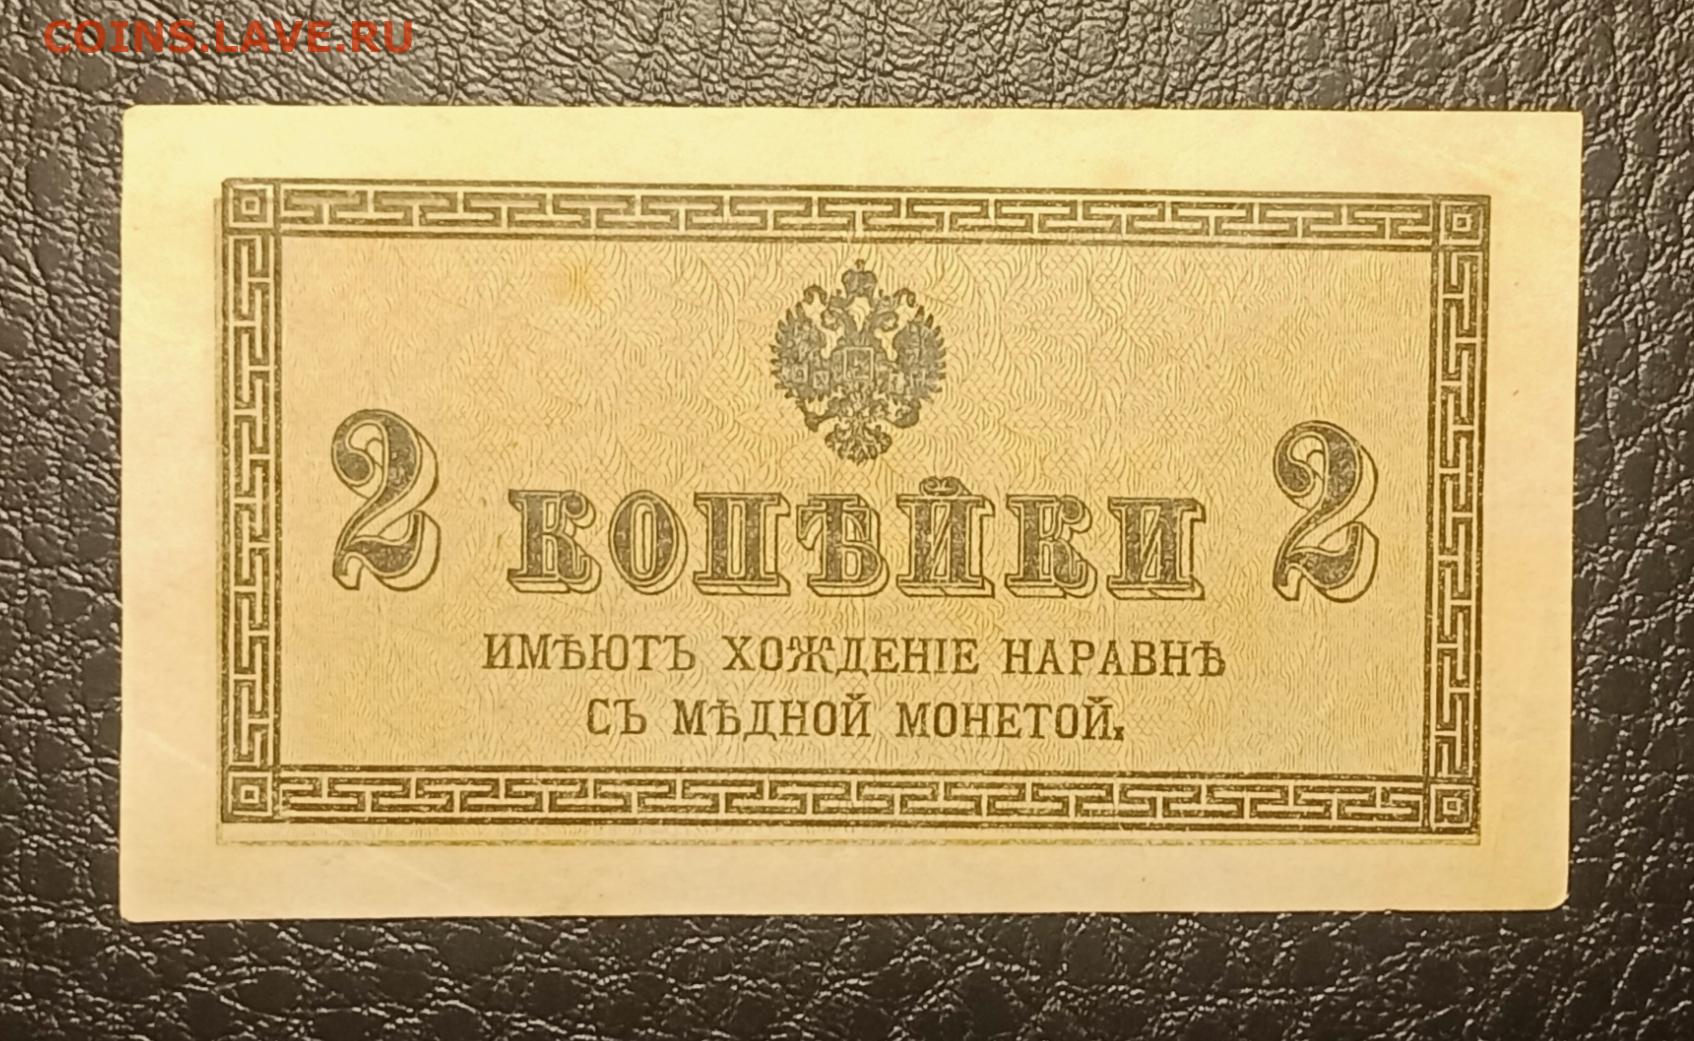 COINS.LAVE.RU
2 КОПѢЙКИ 2
ИМѢЮТЪ ХОЖДЕНІЕ НАРАВНѢ
СЪ МѢДНОЙ МОНЕТОЙ.